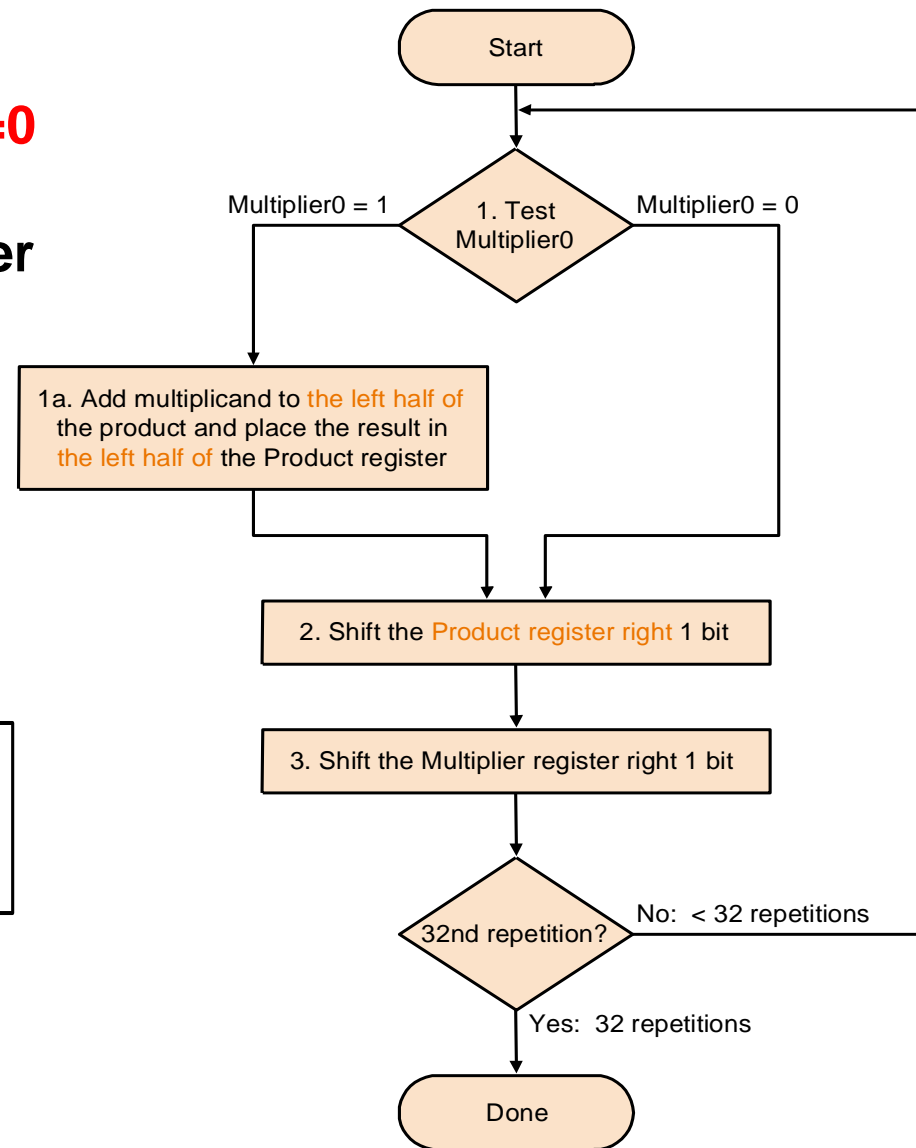 Start
=0
Multiplier0 = 1
1. Test
Multiplier0
Multiplier0 = 0
er
1a. Add multiplicand to the left half of
the product and place the result in
the left half of the Product register
2. Shift the Product register right 1 bit
3. Shift the Multiplier register right 1 bit
32nd repetition?
No:  < 32 repetitions
Yes:  32 repetitions
Done